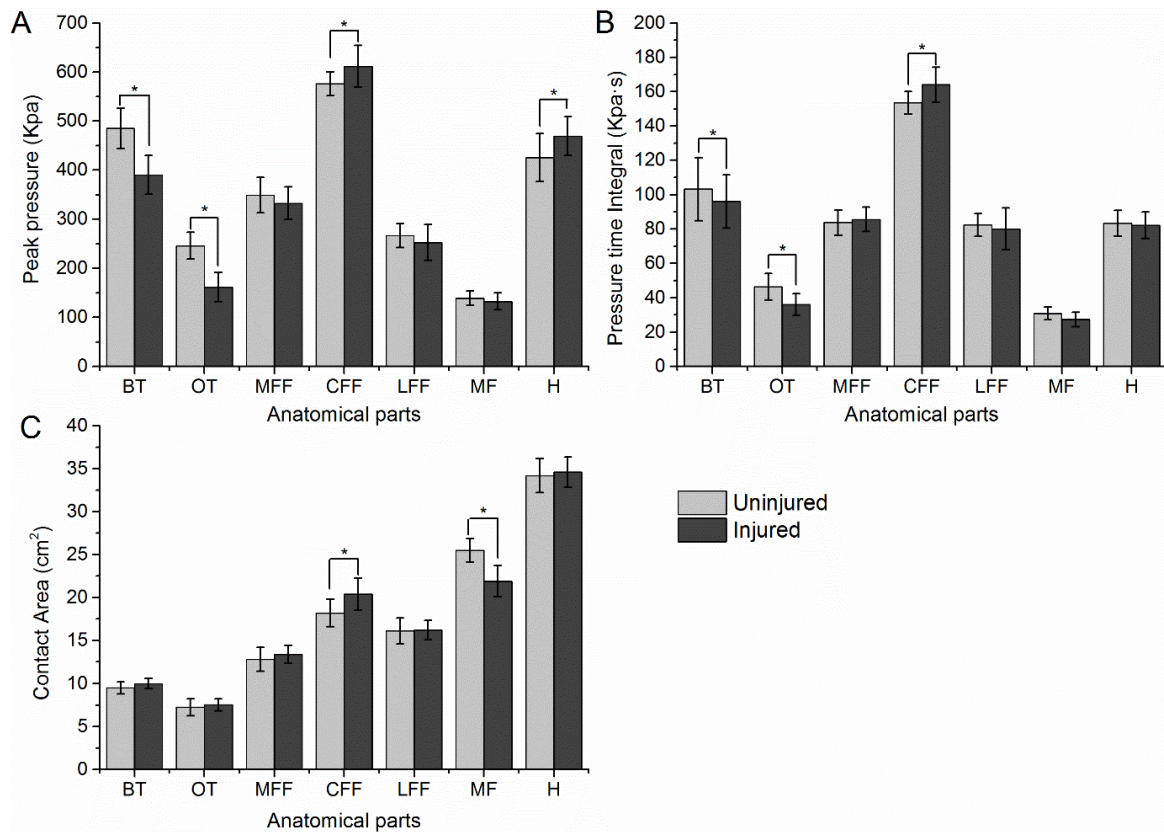 A
Peak pressure (Kpa)
700
600
500
400
300
200
100
0
*
*
*
*
BT OT MFF CFF LFF MF H
Anatomical parts
B
Pressure time Integral (Kpa·s)
200
180
160
140
120
100
80
60
40
20
0
*
*
*
BT OT MFF CFF LFF MF H
Anatomical parts
C
Contact Area (cm²)
40
35
30
25
20
15
10
5
0
*
*
BT OT MFF CFF LFF MF H
Anatomical parts
Uninjured
Injured